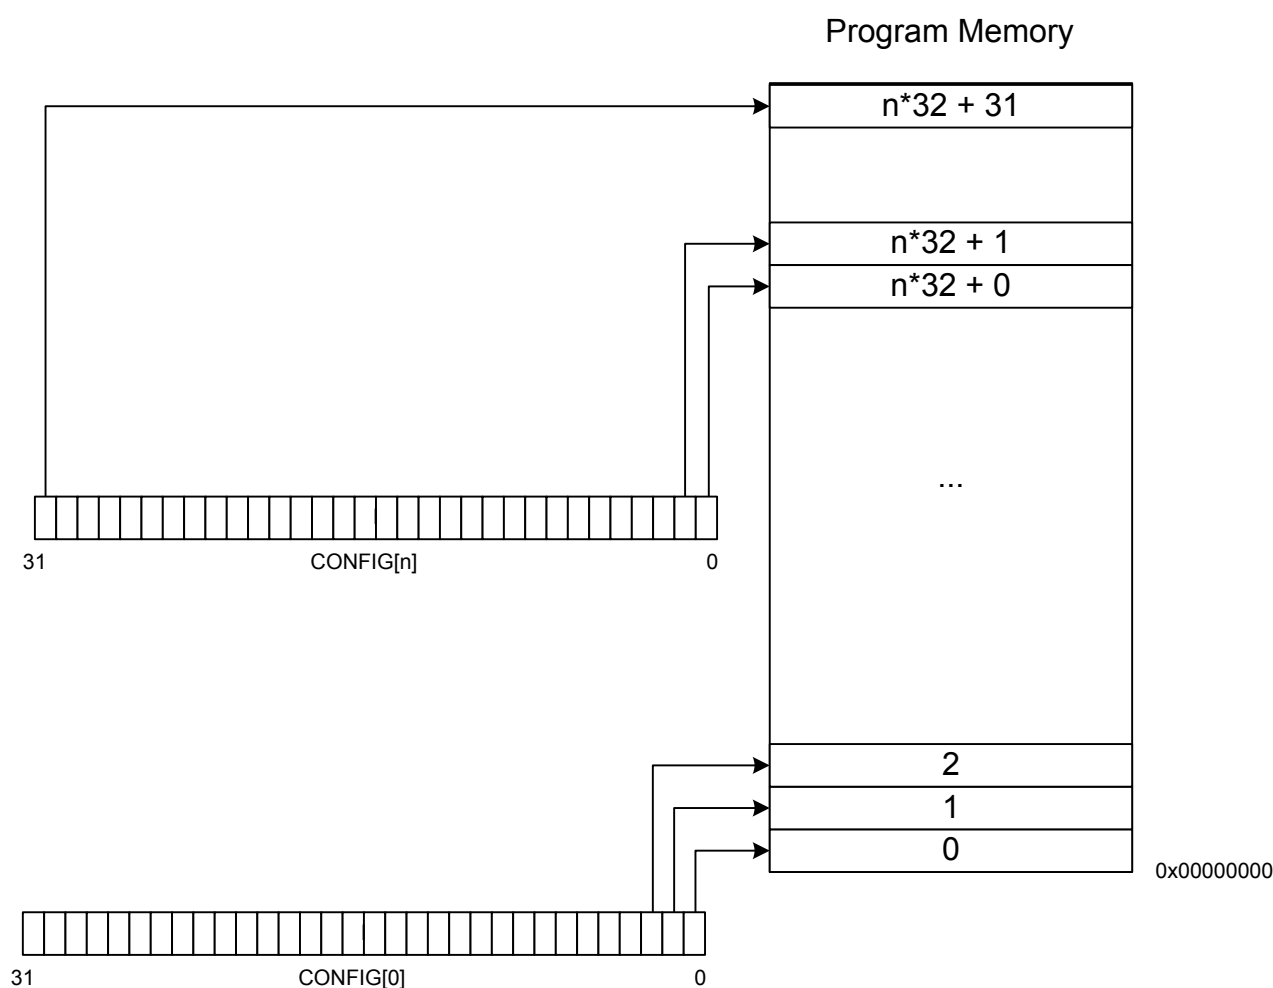 Program Memory
n*32 + 31
n*32 + 1
n*32 + 0
...
31 CONFIG[n] 0
2
1
0
0x00000000
31 CONFIG[0] 0